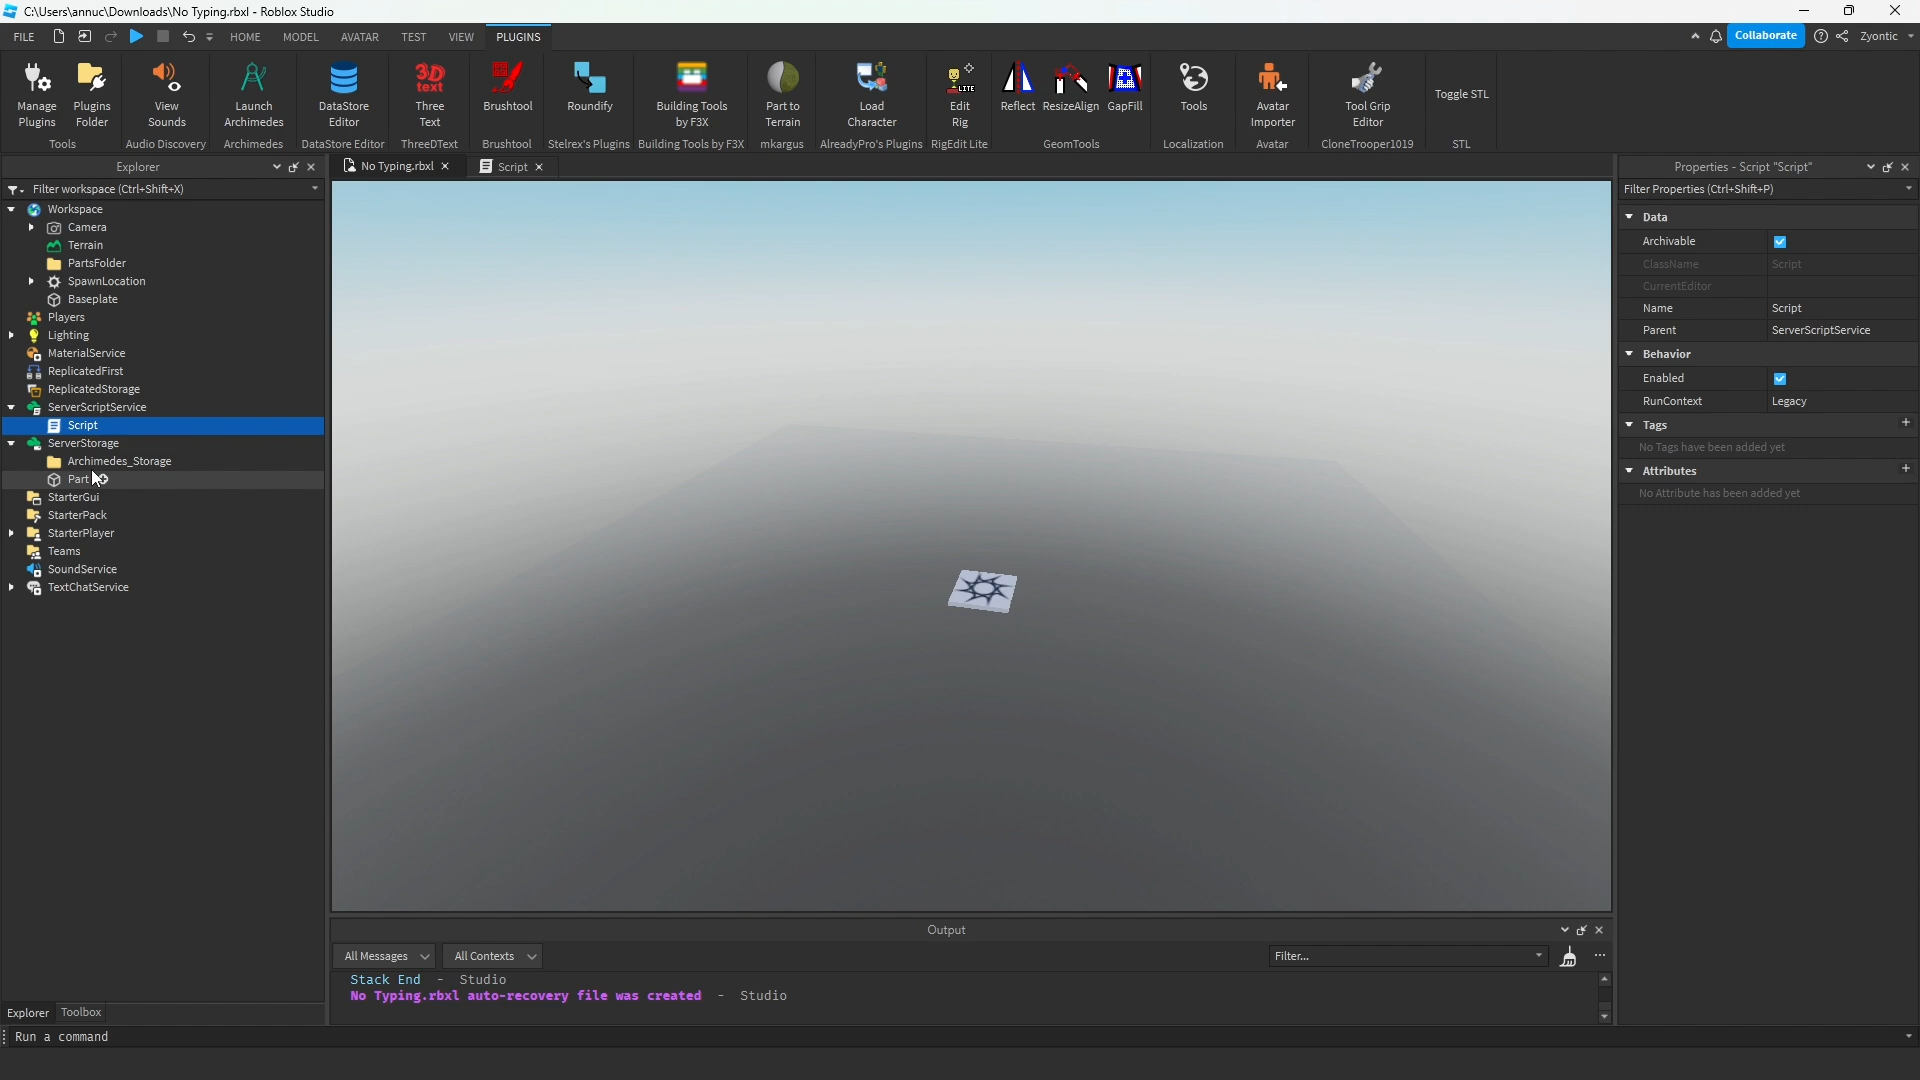 C:\Users\annuc\Downloads\No Typing.rbxl - Roblox Studio
FILE HOME MODEL AVATAR TEST VIEW PLUGINS Collaborate Zyontic
Manage Plugins
Plugins Folder
Tools
View Sounds
Audio Discovery
Launch Archimedes
Archimedes
DataStore Editor
DataStore Editor
3D text
Three Text
ThreeDText
Brushtool
Brushtool
Roundify
Stelrex's Plugins
Building Tools by F3X
Building Tools by F3X
Part to Terrain
mkargus
Load Character
AlreadyPro's Plugins
LITE
Edit Rig
RigEdit Lite
Reflect ResizeAlign GapFill
GeomTools
Tools
Localization
Avatar Importer
Avatar
Tool Grip Editor
CloneTrooper1019
Toggle STL
STL
Explorer
Filter workspace (Ctrl+Shift+X)
Workspace
Camera
Terrain
PartsFolder
SpawnLocation
Baseplate
Players
Lighting
MaterialService
ReplicatedFirst
ReplicatedStorage
ServerScriptService
Script
ServerStorage
Archimedes_Storage
Part
StarterGui
StarterPack
StarterPlayer
Teams
SoundService
TextChatService
Explorer Toolbox
No Typing.rbxl Script
Output
All Messages All Contexts Filter...
Stack End - Studio
No Typing.rbxl auto-recovery file was created - Studio
Properties - Script "Script"
Filter Properties (Ctrl+Shift+P)
Data
Archivable
ClassName Script
CurrentEditor
Name Script
Parent ServerScriptService
Behavior
Enabled
RunContext Legacy
Tags
No Tags have been added yet
Attributes
No Attribute has been added yet
Run a command